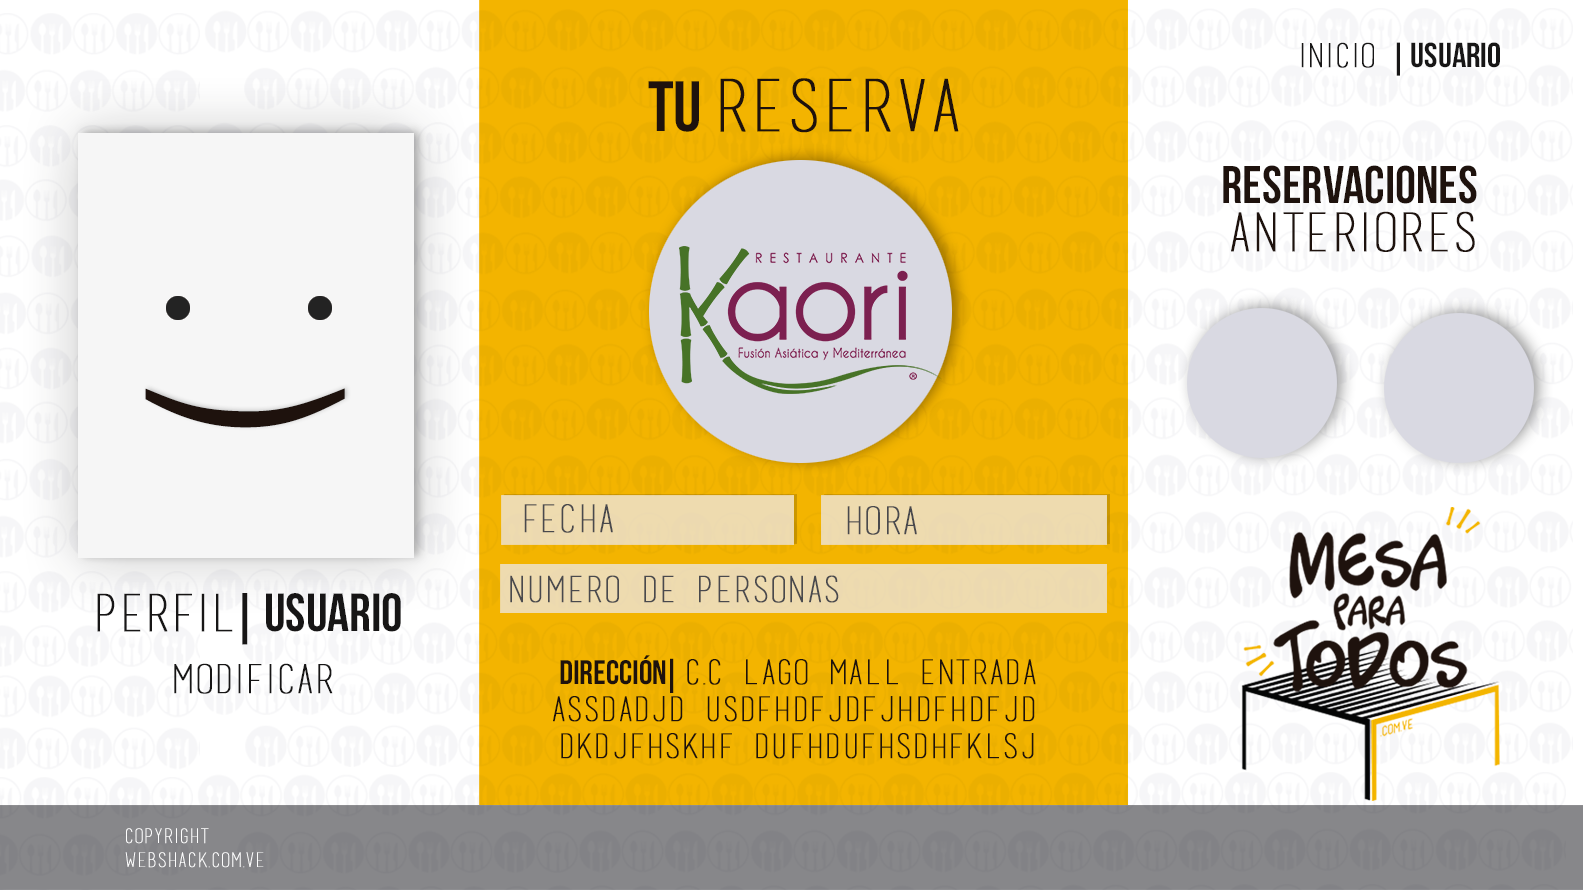 INICIO | USUARIO
TU RESERVA
RESTAURANTE
Kaori
Fusión Asiática y Mediterránea
®
FECHA
HORA
NUMERO DE PERSONAS
DIRECCIÓN| C.C LAGO MALL ENTRADA
ASSDADJD USDFHDFJDFJHDFHDFJD
DKDJFHSKHF DUFHDUFHSDHFKLSJ
PERFIL| USUARIO
MODIFICAR
RESERVACIONES
ANTERIORES
MESA
PARA
TODOS
COM.VE
COPYRIGHT
WEBSHACK.COM.VE